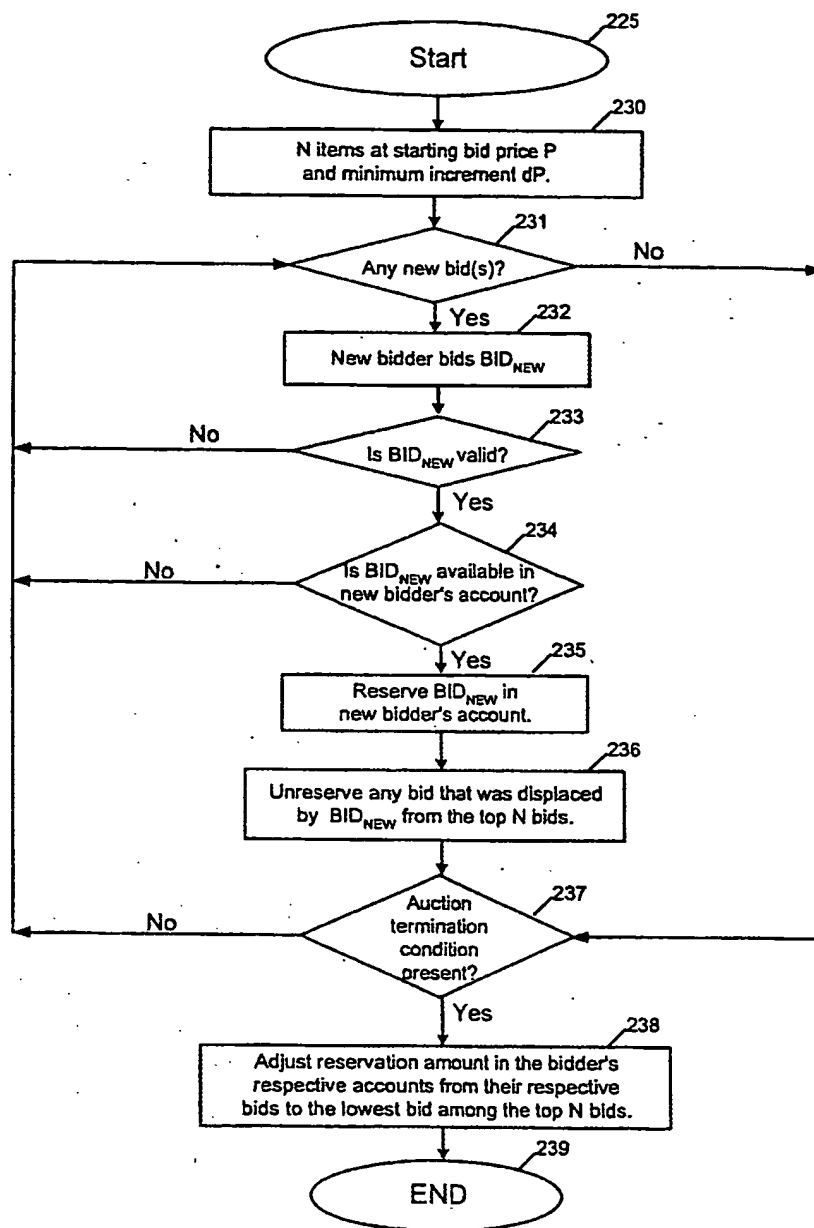 225
Start
230
N items at starting bid price P
and minimum increment dP.
231
Any new bid(s)?
No
Yes
232
New bidder bids BID_NEW
233
No
Is BID_NEW valid?
Yes
234
No
Is BID_NEW available in
new bidder's account?
Yes
235
Reserve BID_NEW in
new bidder's account.
236
Unreserve any bid that was displaced
by BID_NEW from the top N bids.
237
No
Auction
termination
condition
present?
Yes
238
Adjust reservation amount in the bidder's
respective accounts from their respective
bids to the lowest bid among the top N bids.
239
END